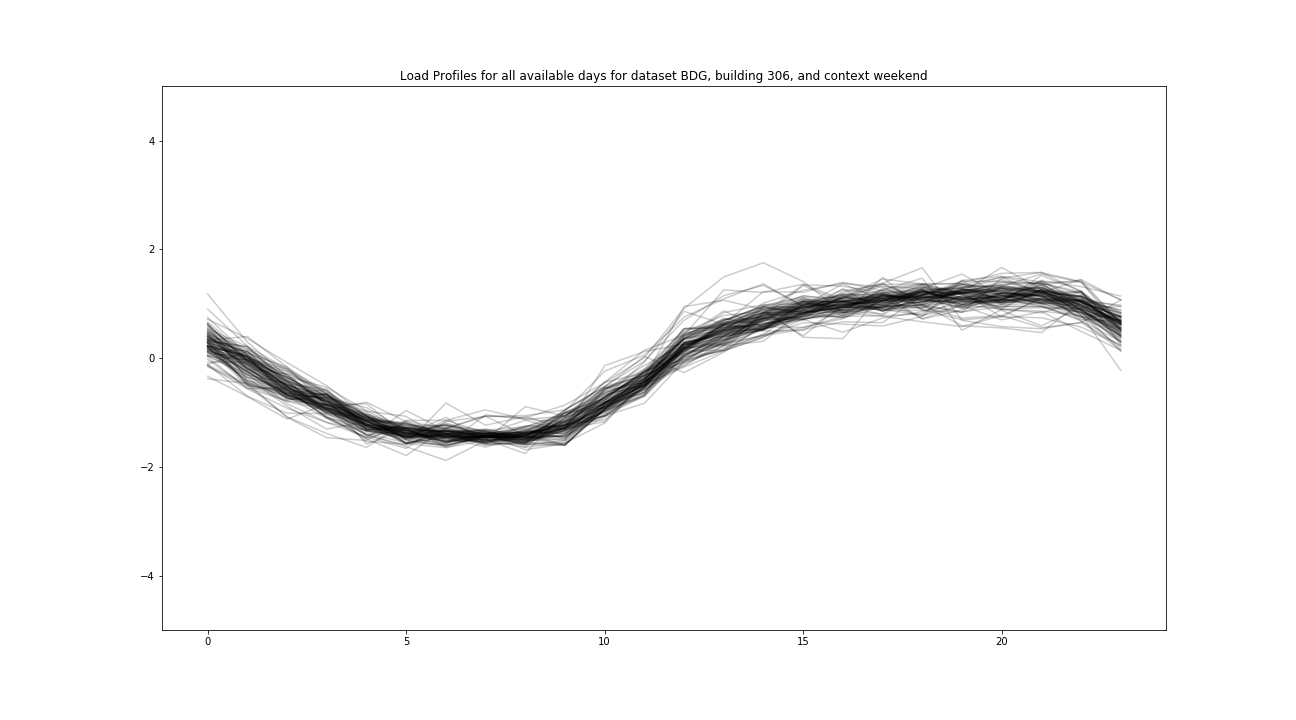 Load Profiles for all available days for dataset BDG, building 306, and context weekend
4
2
0
−2
−4
0 5 10 15 20